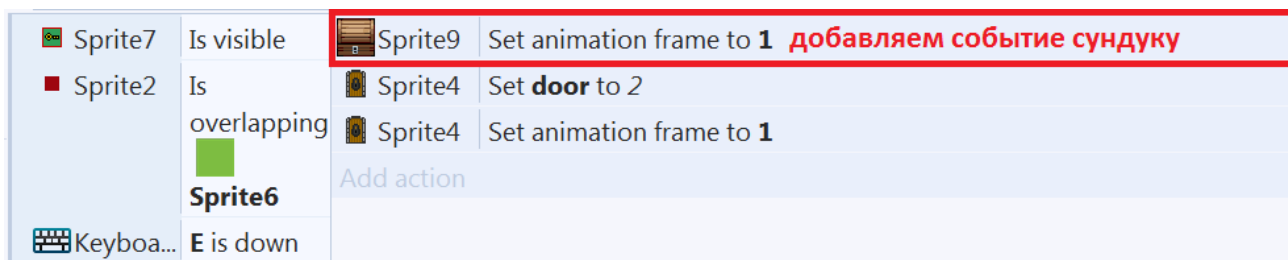 Sprite7 Is visible Sprite9 Set animation frame to 1 добавляем событие сундуку
Sprite2 Is overlapping Sprite6 Sprite4 Set door to 2
Sprite4 Set animation frame to 1
Add action
Keyboa... E is down